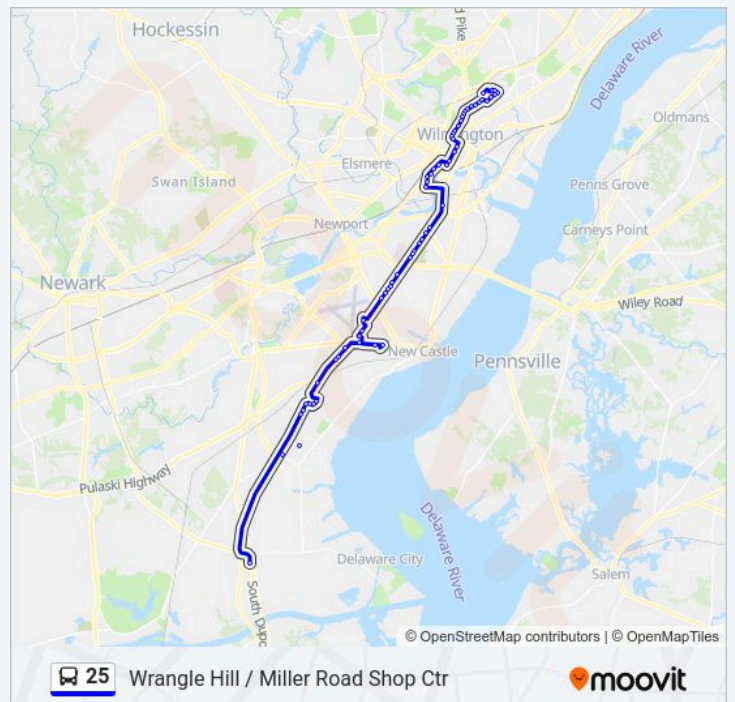 Hockessin
d Pike
Delaware River
Oldmans
Wilmington
Elsmere
Swan Island
Penns Grove
Newport
Carneys Point
Newark
Wiley Road
New Castle
Pennsville
Pulaski Highway
Delaware River
Delaware City
Salem
South Dupo
© OpenStreetMap contributors | © OpenMapTiles
25 Wrangle Hill / Miller Road Shop Ctr
moovit